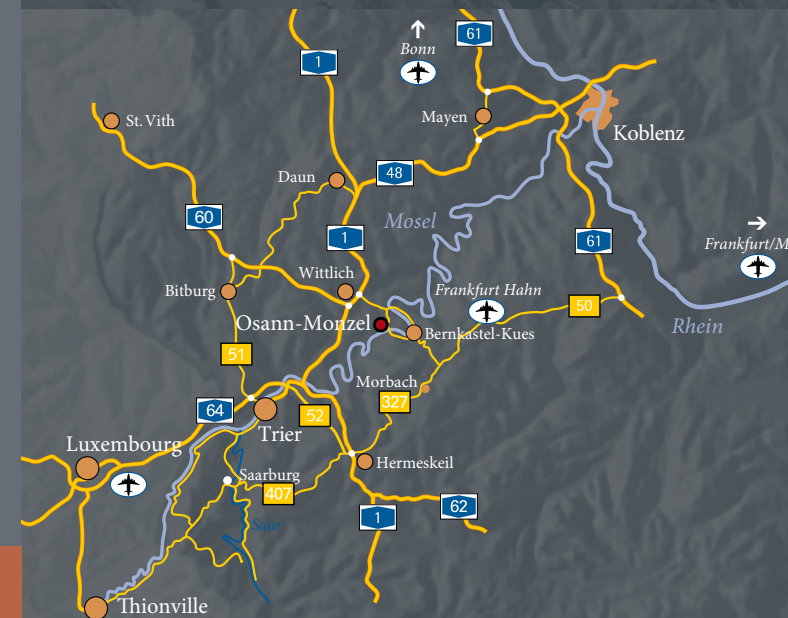 61
Bonn
1
St. Vith
Mayen
Koblenz
Daun
48
60
Mosel
1
61
Frankfurt/M
Wittlich
Bitburg
Frankfurt Hahn
50
Osann-Monzel
Bernkastel-Kues
Rhein
51
Morbach
327
64
52
Trier
Luxembourg
Hermeskeil
Saarburg
407
62
1
Saar
Thionville